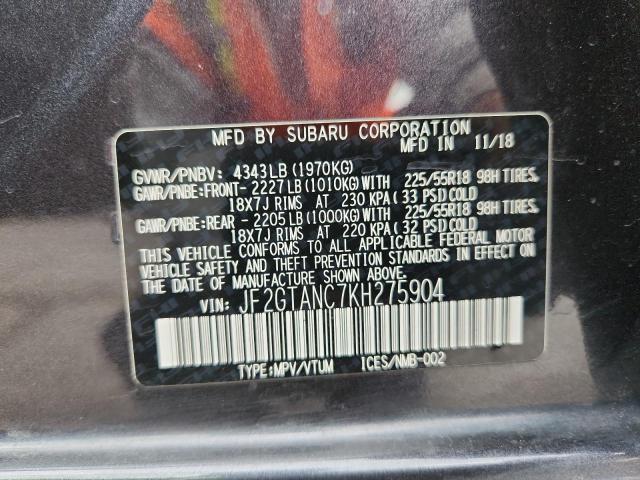 MFD BY SUBARU CORPORATION
MFD IN 11/18
GVWR/PNBV: 4343LB (1970KG)
GAWR/PNBE:FRONT- 2227LB (1010KG)WITH 225/55R18 98H TIRES,
18X7J RIMS AT 230 KPA (33 PSI)COLD
GAWR/PNBE:REAR - 2205LB (1000KG)WITH 225/55R18 98H TIRES,
18X7J RIMS AT 220 KPA (32 PSI)COLD
THIS VEHICLE CONFORMS TO ALL APPLICABLE FEDERAL MOTOR
VEHICLE SAFETY AND THEFT PREVENTION STANDARDS IN EFFECT ON
THE DATE OF MANUFACTURE SHOWN ABOVE.
VIN: JF2GTANC7KH275904
TYPE:MPV/VTUM ICES/NMB-002